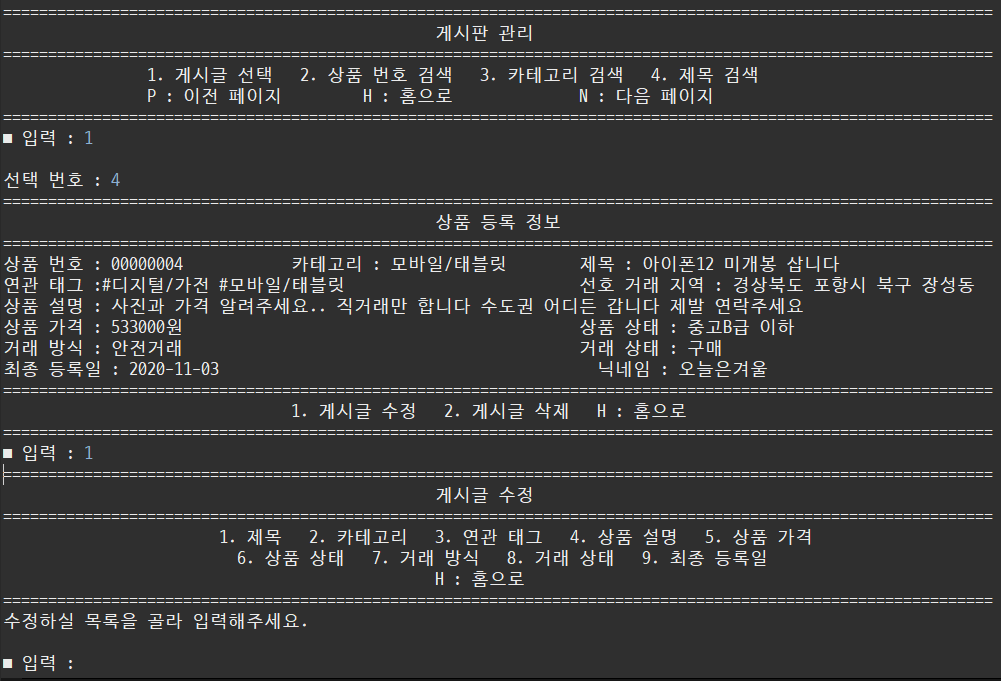 ====================================================================================================
게시판 관리
====================================================================================================
1. 게시글 선택 2. 상품 번호 검색 3. 카테고리 검색 4. 제목 검색
P : 이전 페이지 H : 홈으로 N : 다음 페이지
====================================================================================================
■ 입력 : 1
선택 번호 : 4
====================================================================================================
상품 등록 정보
====================================================================================================
상품 번호 : 00000004 카테고리 : 모바일/태블릿 제목 : 아이폰12 미개봉 삽니다
연관 태그 :#디지털/가전 #모바일/태블릿 선호 거래 지역 : 경상북도 포항시 북구 장성동
상품 설명 : 사진과 가격 알려주세요.. 직거래만 합니다 수도권 어디든 갑니다 제발 연락주세요
상품 가격 : 533000원 상품 상태 : 중고B급 이하
거래 방식 : 안전거래 거래 상태 : 구매
최종 등록일 : 2020-11-03 닉네임 : 오늘은겨울
====================================================================================================
1. 게시글 수정 2. 게시글 삭제 H : 홈으로
====================================================================================================
■ 입력 : 1
====================================================================================================
게시글 수정
====================================================================================================
1. 제목 2. 카테고리 3. 연관 태그 4. 상품 설명 5. 상품 가격
6. 상품 상태 7. 거래 방식 8. 거래 상태 9. 최종 등록일
H : 홈으로
====================================================================================================
수정하실 목록을 골라 입력해주세요.
■ 입력 :